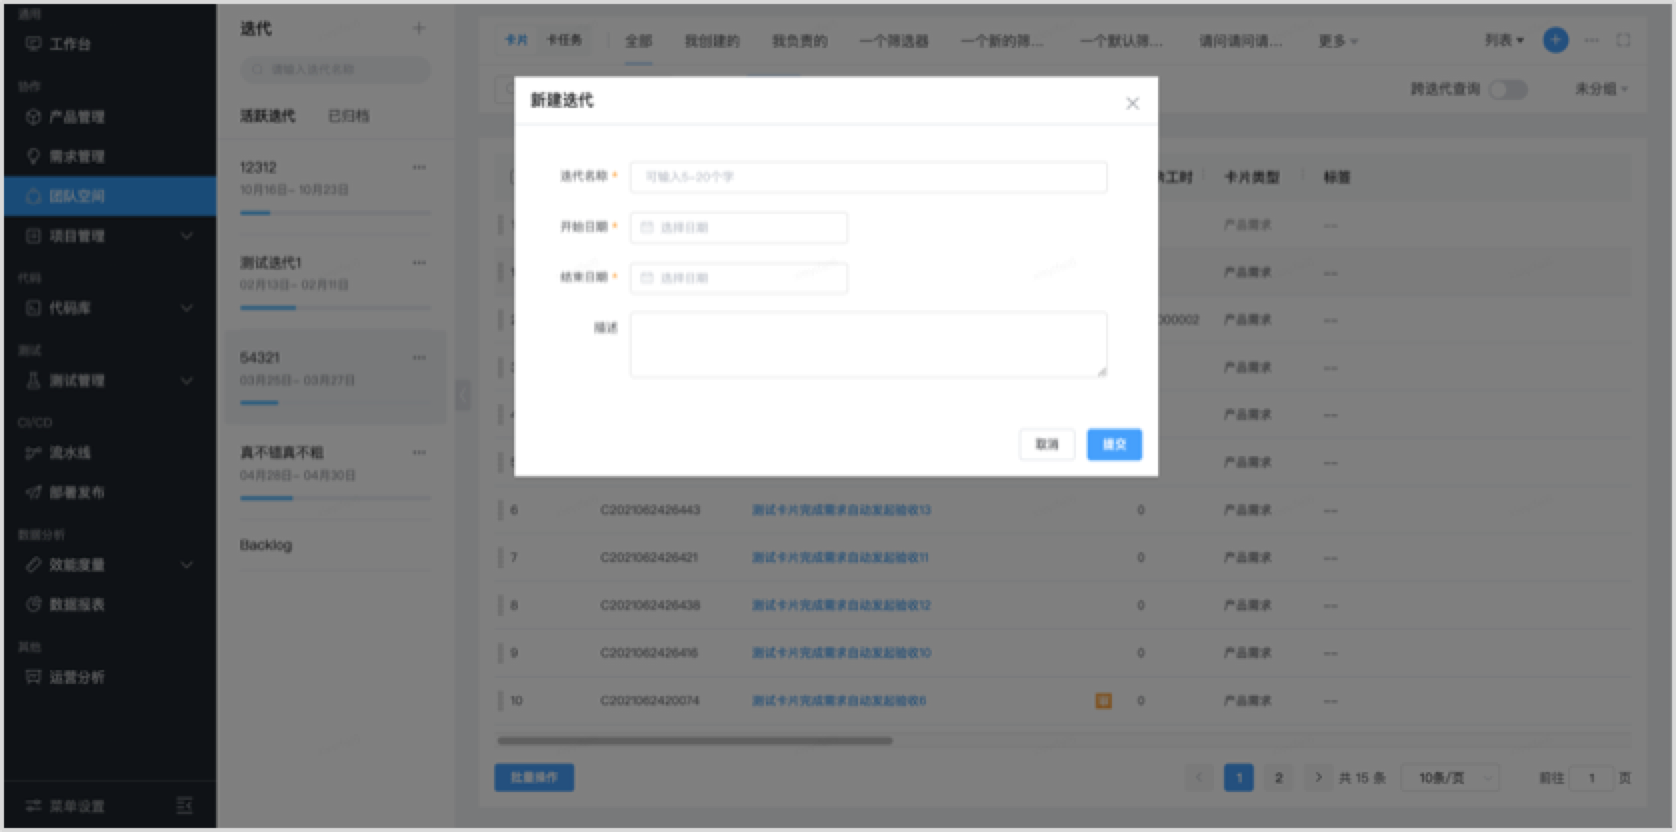 通用
工作台
协作
产品管理
需求管理
团队空间
项目管理
代码
代码库
测试
测试管理
CI/CD
流水线
部署发布
数据分析
效能度量
数据报表
其他
运营分析
菜单设置
迭代
请输入迭代名称
活跃迭代 已归档
12312
10月16日- 10月23日
测试迭代1
02月13日- 02月11日
54321
03月25日- 03月27日
真不错真不粗
04月28日- 04月30日
Backlog
卡片 卡任务 全部 我创建的 我负责的 一个筛选器 一个新的筛... 一个默认筛... 请问请问请... 更多 列表
跨迭代查询 未分组
新建迭代
迭代名称 * 可输入5~20个字
开始日期 * 选择日期
结束日期 * 选择日期
描述
取消 提交
工时 卡片类型 标签
产品需求 --
产品需求 --
000002 产品需求 --
产品需求 --
产品需求 --
产品需求 --
6 C2021062426443 测试卡片完成需求自动发起验收13 0 产品需求 --
7 C2021062426421 测试卡片完成需求自动发起验收11 0 产品需求 --
8 C2021062426438 测试卡片完成需求自动发起验收12 0 产品需求 --
9 C2021062426416 测试卡片完成需求自动发起验收10 0 产品需求 --
10 C2021062420074 测试卡片完成需求自动发起验收6 0 产品需求 --
批量操作
1 2 共 15 条 10条/页 前往 1 页